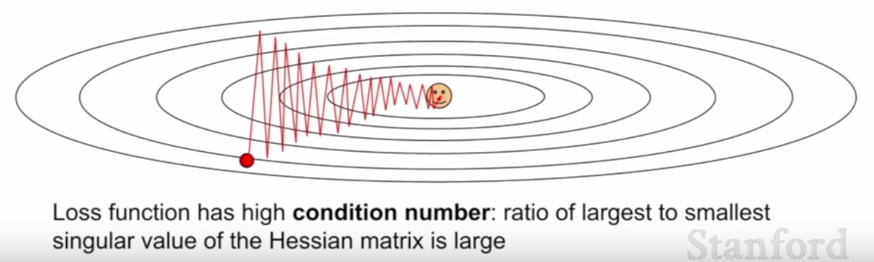 Loss function has high condition number: ratio of largest to smallest
singular value of the Hessian matrix is large
Stanford